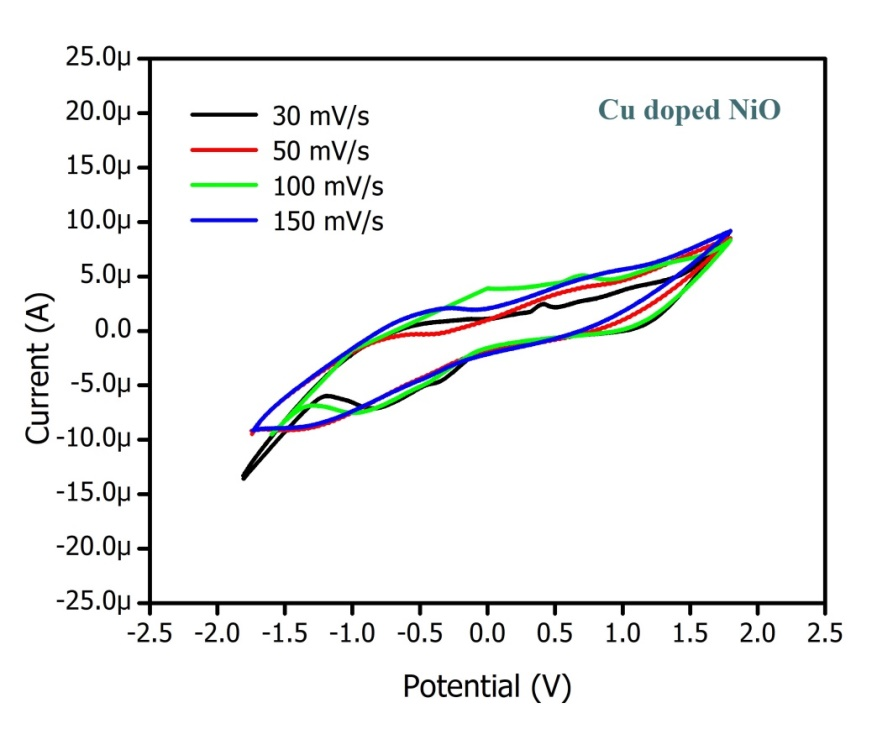 25.0µ
20.0µ
15.0µ
10.0µ
5.0µ
0.0
-5.0µ
-10.0µ
-15.0µ
-20.0µ
-25.0µ
Current (A)
30 mV/s
50 mV/s
100 mV/s
150 mV/s
Cu doped NiO
-2.5 -2.0 -1.5 -1.0 -0.5 0.0 0.5 1.0 1.5 2.0 2.5
Potential (V)